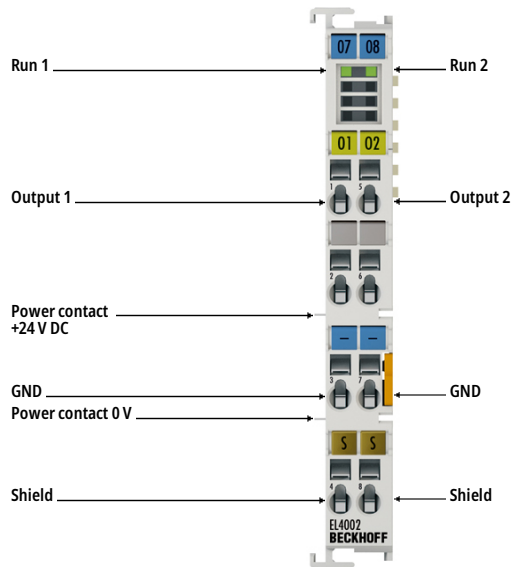 07 08
Run 1
Run 2
01 02
1 5
Output 1
Output 2
2 6
Power contact
+24 V DC
– –
3 7
GND
GND
Power contact 0 V
S S
4 8
Shield
Shield
EL4002
BECKHOFF